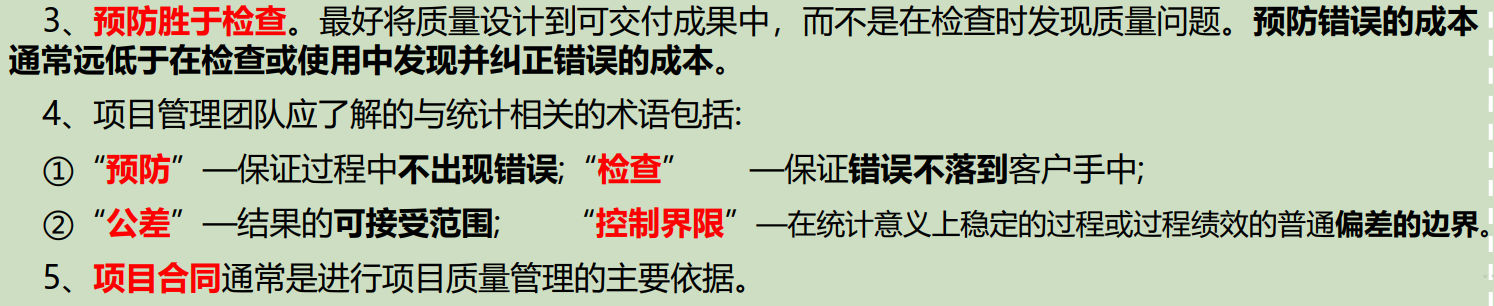 3、预防胜于检查。最好将质量设计到可交付成果中，而不是在检查时发现质量问题。预防错误的成本
通常远低于在检查或使用中发现并纠正错误的成本。
4、项目管理团队应了解的与统计相关的术语包括:
①“预防”—保证过程中不出现错误;“检查” —保证错误不落到客户手中;
②“公差”—结果的可接受范围; “控制界限”—在统计意义上稳定的过程或过程绩效的普通偏差的边界。
5、项目合同通常是进行项目质量管理的主要依据。